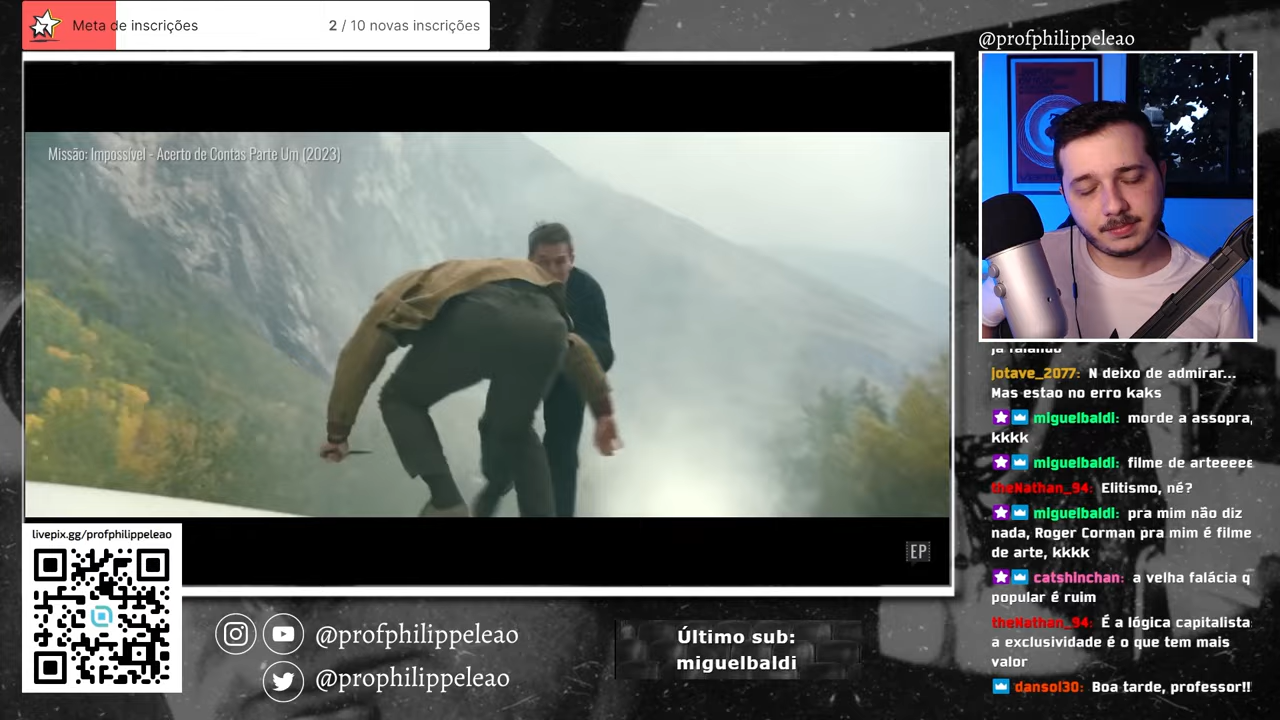 Meta de inscrições
2 / 10 novas inscrições
@profphilippeleao
Missão: Impossível - Acerto de Contas Parte Um (2023)
EP
já falando
jotave_2077: N deixo de admirar...
Mas estao no erro kaks
miguelbaldi: morde a assopra,
kkkk
miguelbaldi: filme de arteeeee
theNathan_94: Elitismo, né?
miguelbaldi: pra mim não diz
nada, Roger Corman pra mim é filme
de arte, kkkk
catshinchan: a velha falácia q
popular é ruim
theNathan_94: É a lógica capitalista
a exclusividade é o que tem mais
valor
dansol30: Boa tarde, professor!!
livepix.gg/profphilippeleao
@profphilippeleao
@prophilippeleao
Último sub:
miguelbaldi